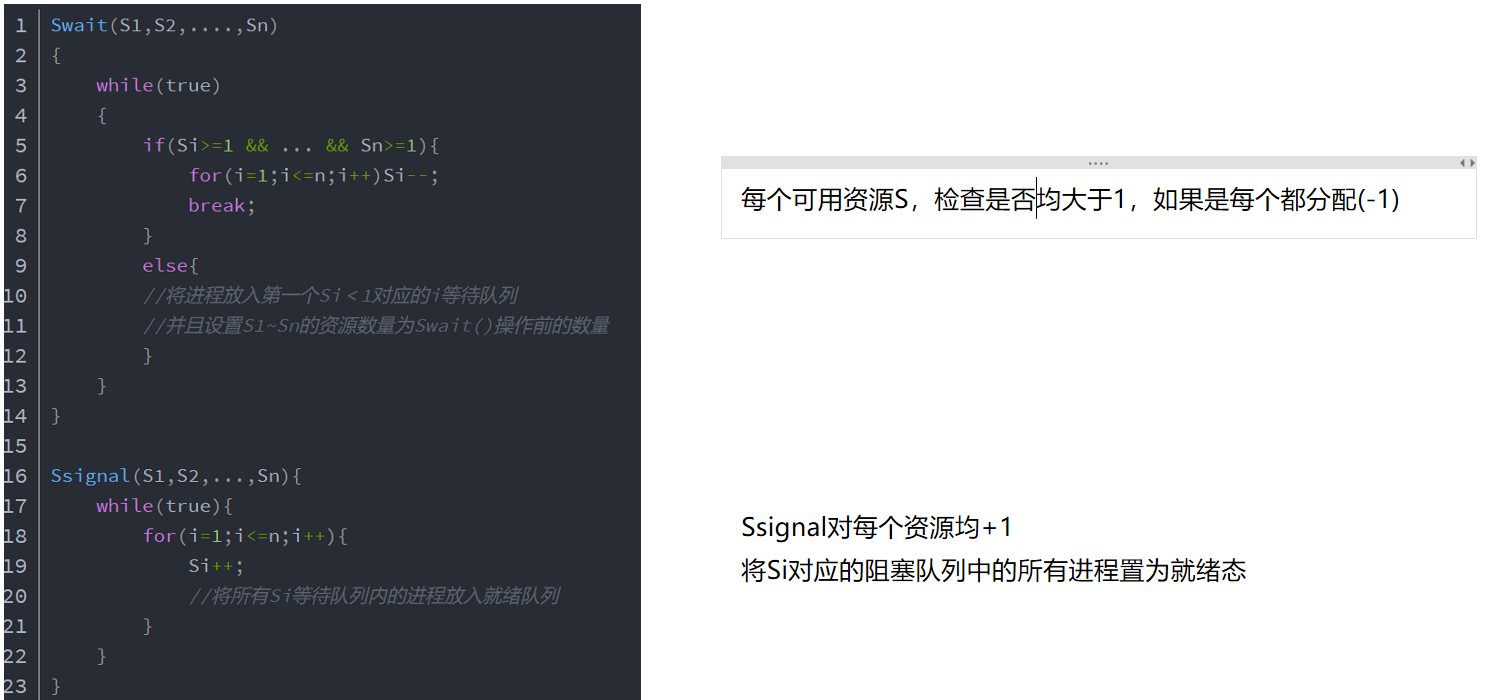 1 Swait(S1,S2,....,Sn)
2 {
3 while(true)
4 {
5 if(Si>=1 && ... && Sn>=1){
6 for(i=1;i<=n;i++)Si--;
7 break;
8 }
9 else{
10 //将进程放入第一个Si＜1对应的i等待队列
11 //并且设置S1~Sn的资源数量为Swait()操作前的数量
12 }
13 }
14 }
15
16 Ssignal(S1,S2,...,Sn){
17 while(true){
18 for(i=1;i<=n;i++){
19 Si++;
20 //将所有Si等待队列内的进程放入就绪队列
21 }
22 }
23 }
每个可用资源S，检查是否均大于1，如果是每个都分配(-1)
Ssignal对每个资源均+1
将Si对应的阻塞队列中的所有进程置为就绪态